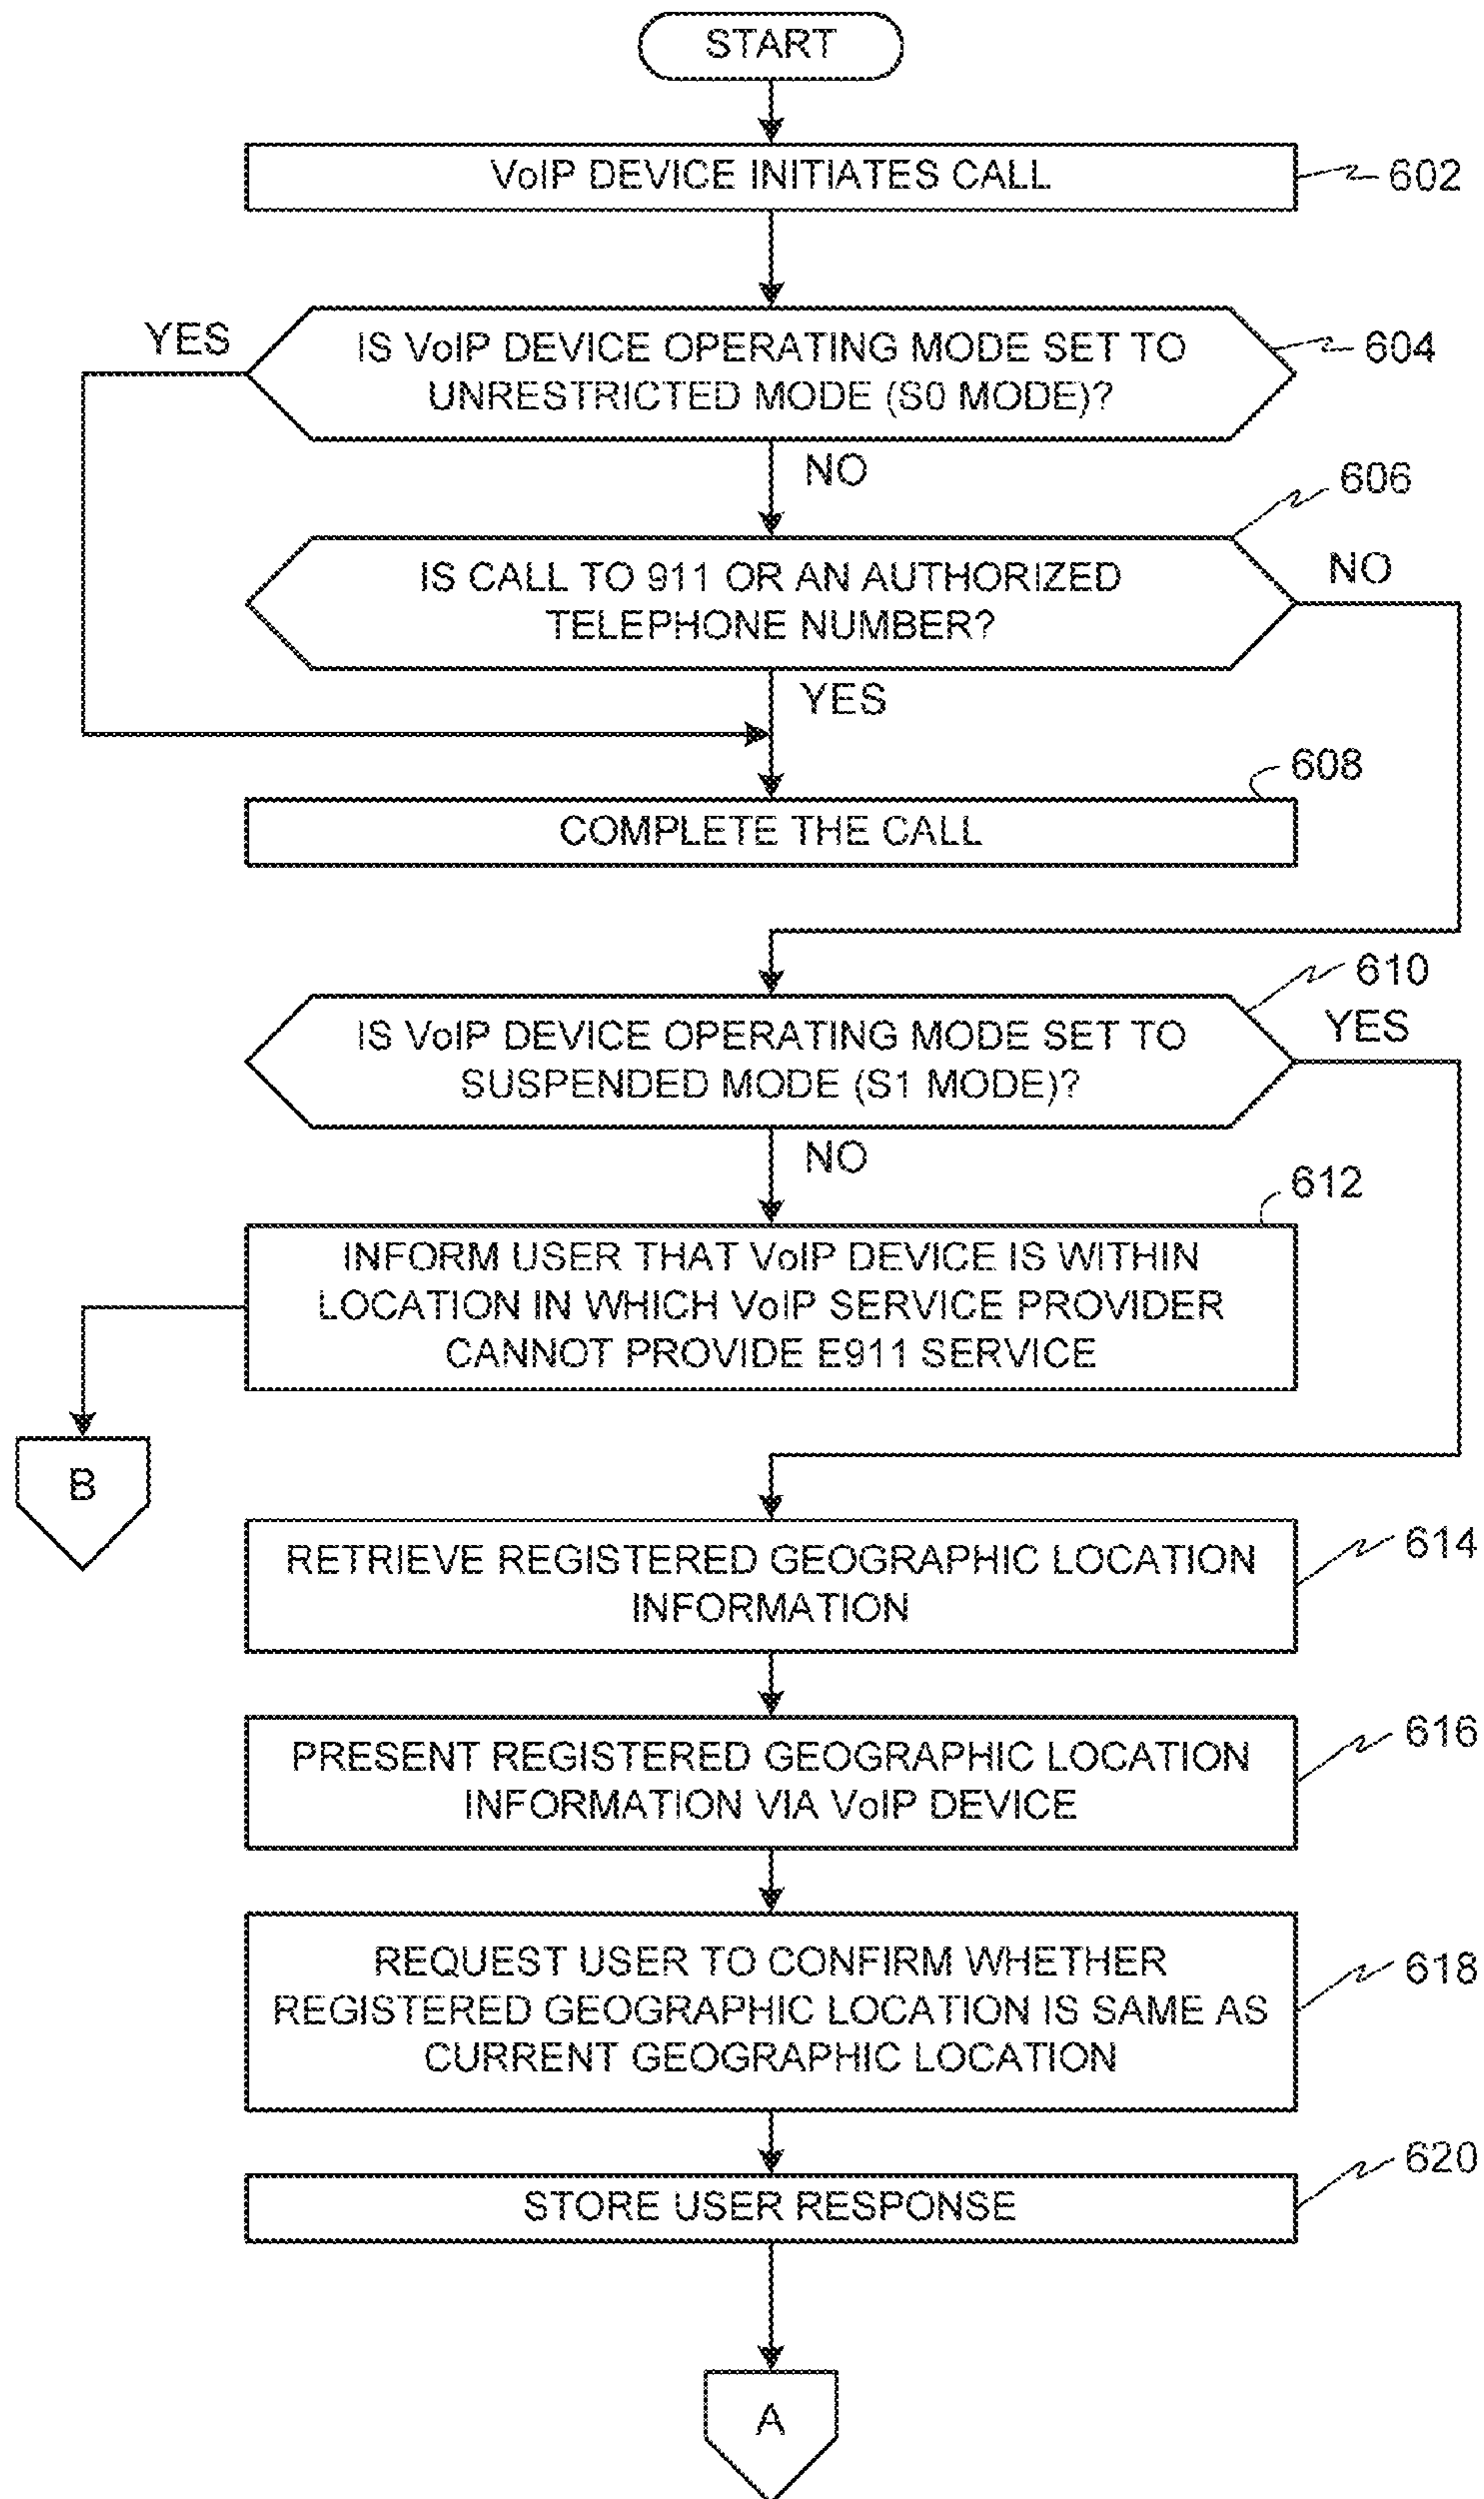 START
VoIP DEVICE INITIATES CALL
602
YES
IS VoIP DEVICE OPERATING MODE SET TO
UNRESTRICTED MODE (S0 MODE)?
604
NO
606
IS CALL TO 911 OR AN AUTHORIZED
TELEPHONE NUMBER?
NO
YES
608
COMPLETE THE CALL
610
IS VoIP DEVICE OPERATING MODE SET TO
SUSPENDED MODE (S1 MODE)?
YES
NO
612
INFORM USER THAT VoIP DEVICE IS WITHIN
LOCATION IN WHICH VoIP SERVICE PROVIDER
CANNOT PROVIDE E911 SERVICE
B
RETRIEVE REGISTERED GEOGRAPHIC LOCATION
INFORMATION
614
PRESENT REGISTERED GEOGRAPHIC LOCATION
INFORMATION VIA VoIP DEVICE
616
REQUEST USER TO CONFIRM WHETHER
REGISTERED GEOGRAPHIC LOCATION IS SAME AS
CURRENT GEOGRAPHIC LOCATION
618
STORE USER RESPONSE
620
A